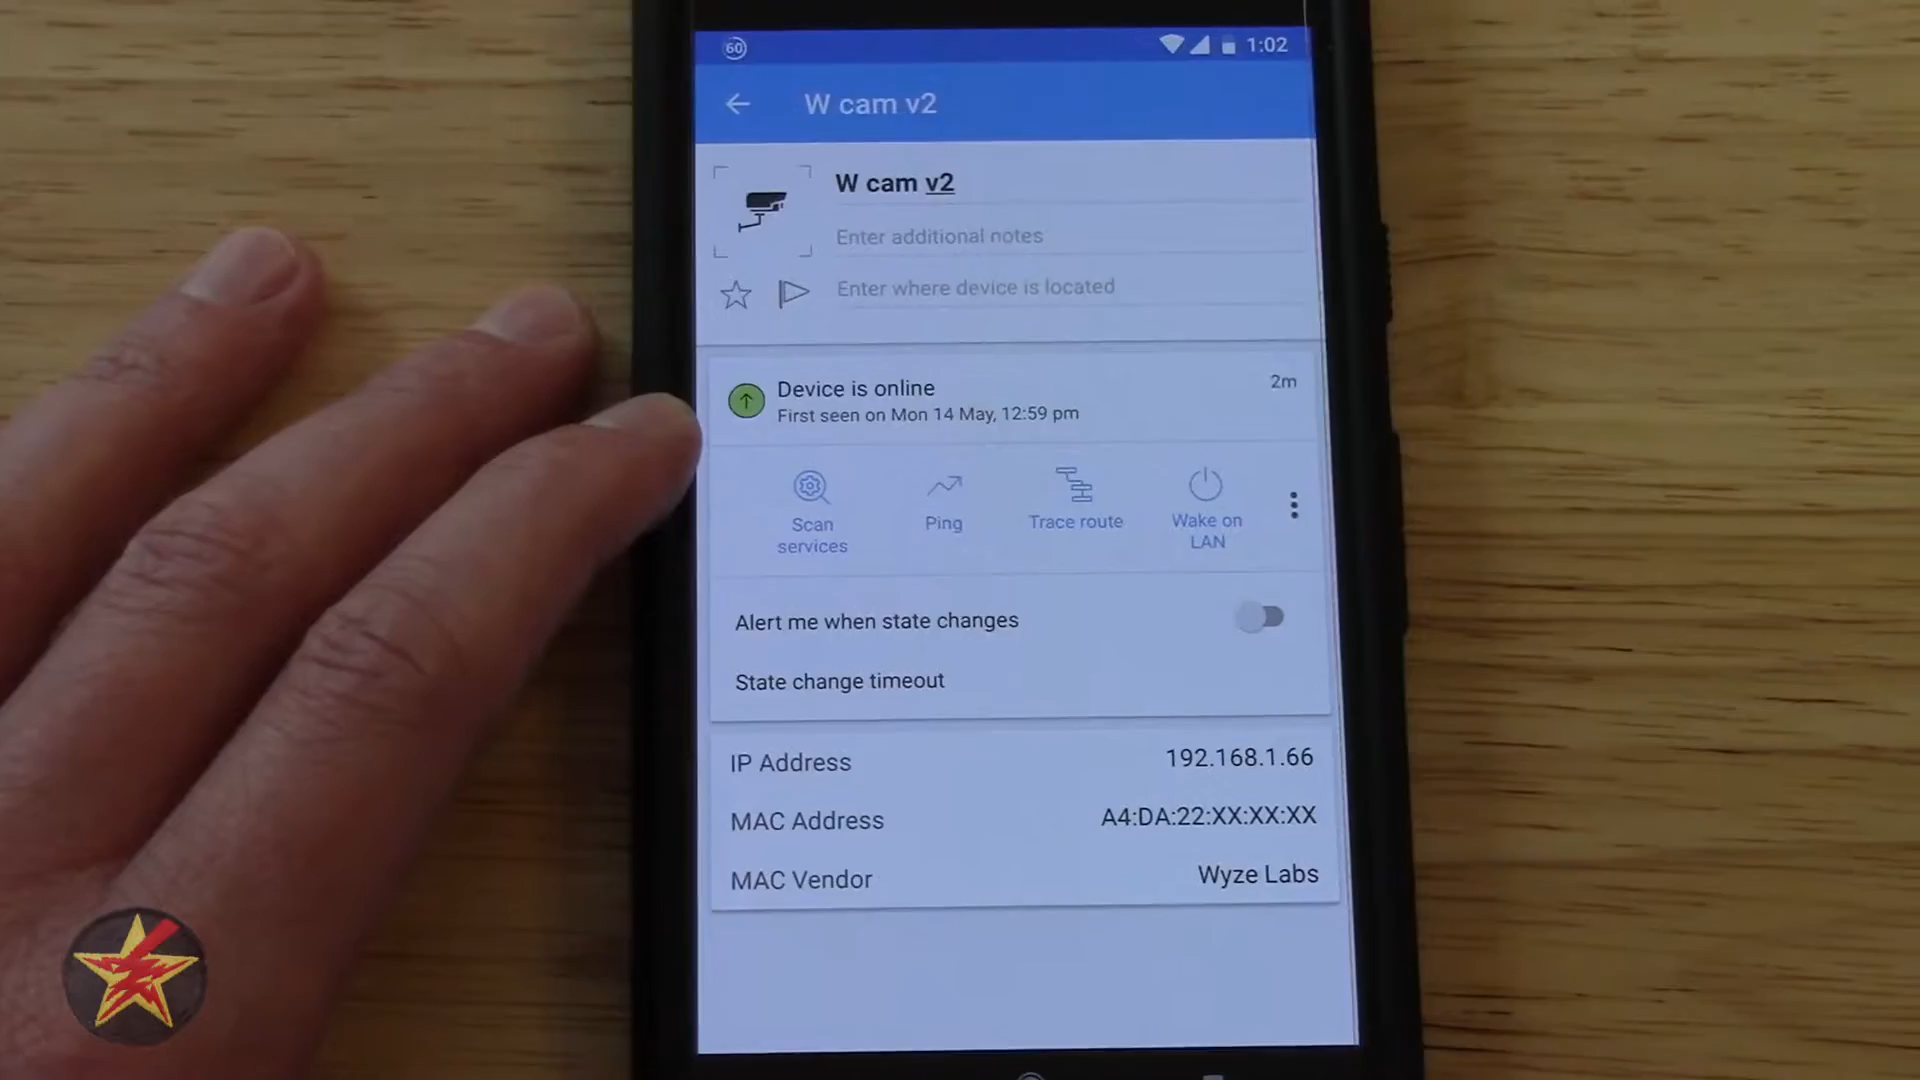 60
1:02
W cam v2
W cam v2
Enter additional notes
Enter where device is located
Device is online
2m
First seen on Mon 14 May, 12:59 pm
Scan services
Ping
Trace route
Wake on LAN
Alert me when state changes
State change timeout
IP Address 192.168.1.66
MAC Address A4:DA:22:XX:XX:XX
MAC Vendor Wyze Labs